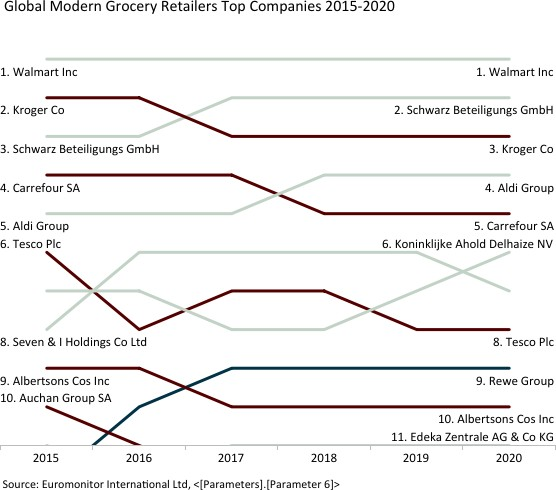 Global Modern Grocery Retailers Top Companies 2015-2020
1. Walmart Inc
1. Walmart Inc
2. Kroger Co
2. Schwarz Beteiligungs GmbH
3. Schwarz Beteiligungs GmbH
3. Kroger Co
4. Carrefour SA
4. Aldi Group
5. Aldi Group
5. Carrefour SA
6. Tesco Plc
6. Koninklijke Ahold Delhaize NV
8. Seven & I Holdings Co Ltd
8. Tesco Plc
9. Albertsons Cos Inc
9. Rewe Group
10. Auchan Group SA
10. Albertsons Cos Inc
11. Edeka Zentrale AG & Co KG
2015 2016 2017 2018 2019 2020
Source: Euromonitor International Ltd, <[Parameters].[Parameter 6]>